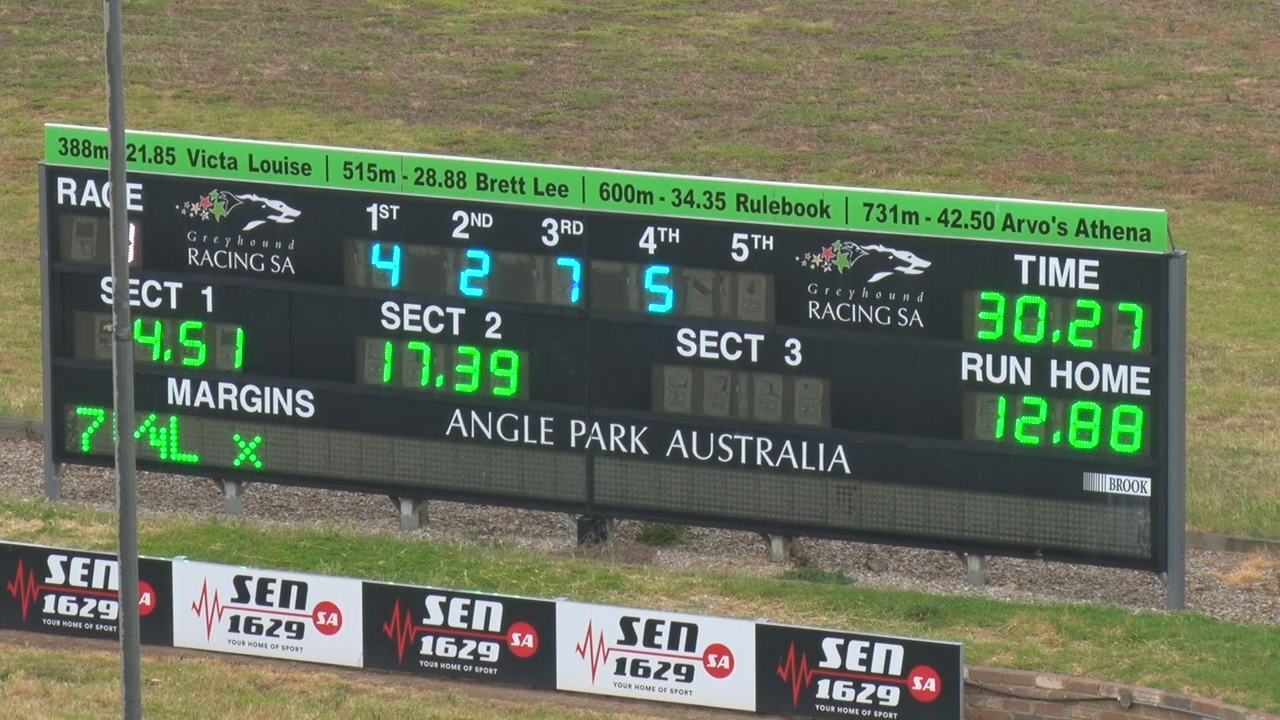 388m 21.85 Victa Louise | 515m - 28.88 Brett Lee | 600m - 34.35 Rulebook | 731m - 42.50 Arvo's Athena
RACE
Greyhound
RACING SA
1ST 2ND 3RD 4TH 5TH
4 2 7 5
Greyhound
RACING SA
TIME
30.27
SECT 1
4.51
SECT 2
17.39
SECT 3
RUN HOME
12.88
MARGINS
7 L x
ANGLE PARK AUSTRALIA
BROOK
SEN
1629
YOUR HOME OF SPORT
SEN
1629 SA
YOUR HOME OF SPORT
SEN
1629 SA
YOUR HOME OF SPORT
SEN
1629 SA
YOUR HOME OF SPORT
SEN
1629 SA
YOUR HOME OF SPORT